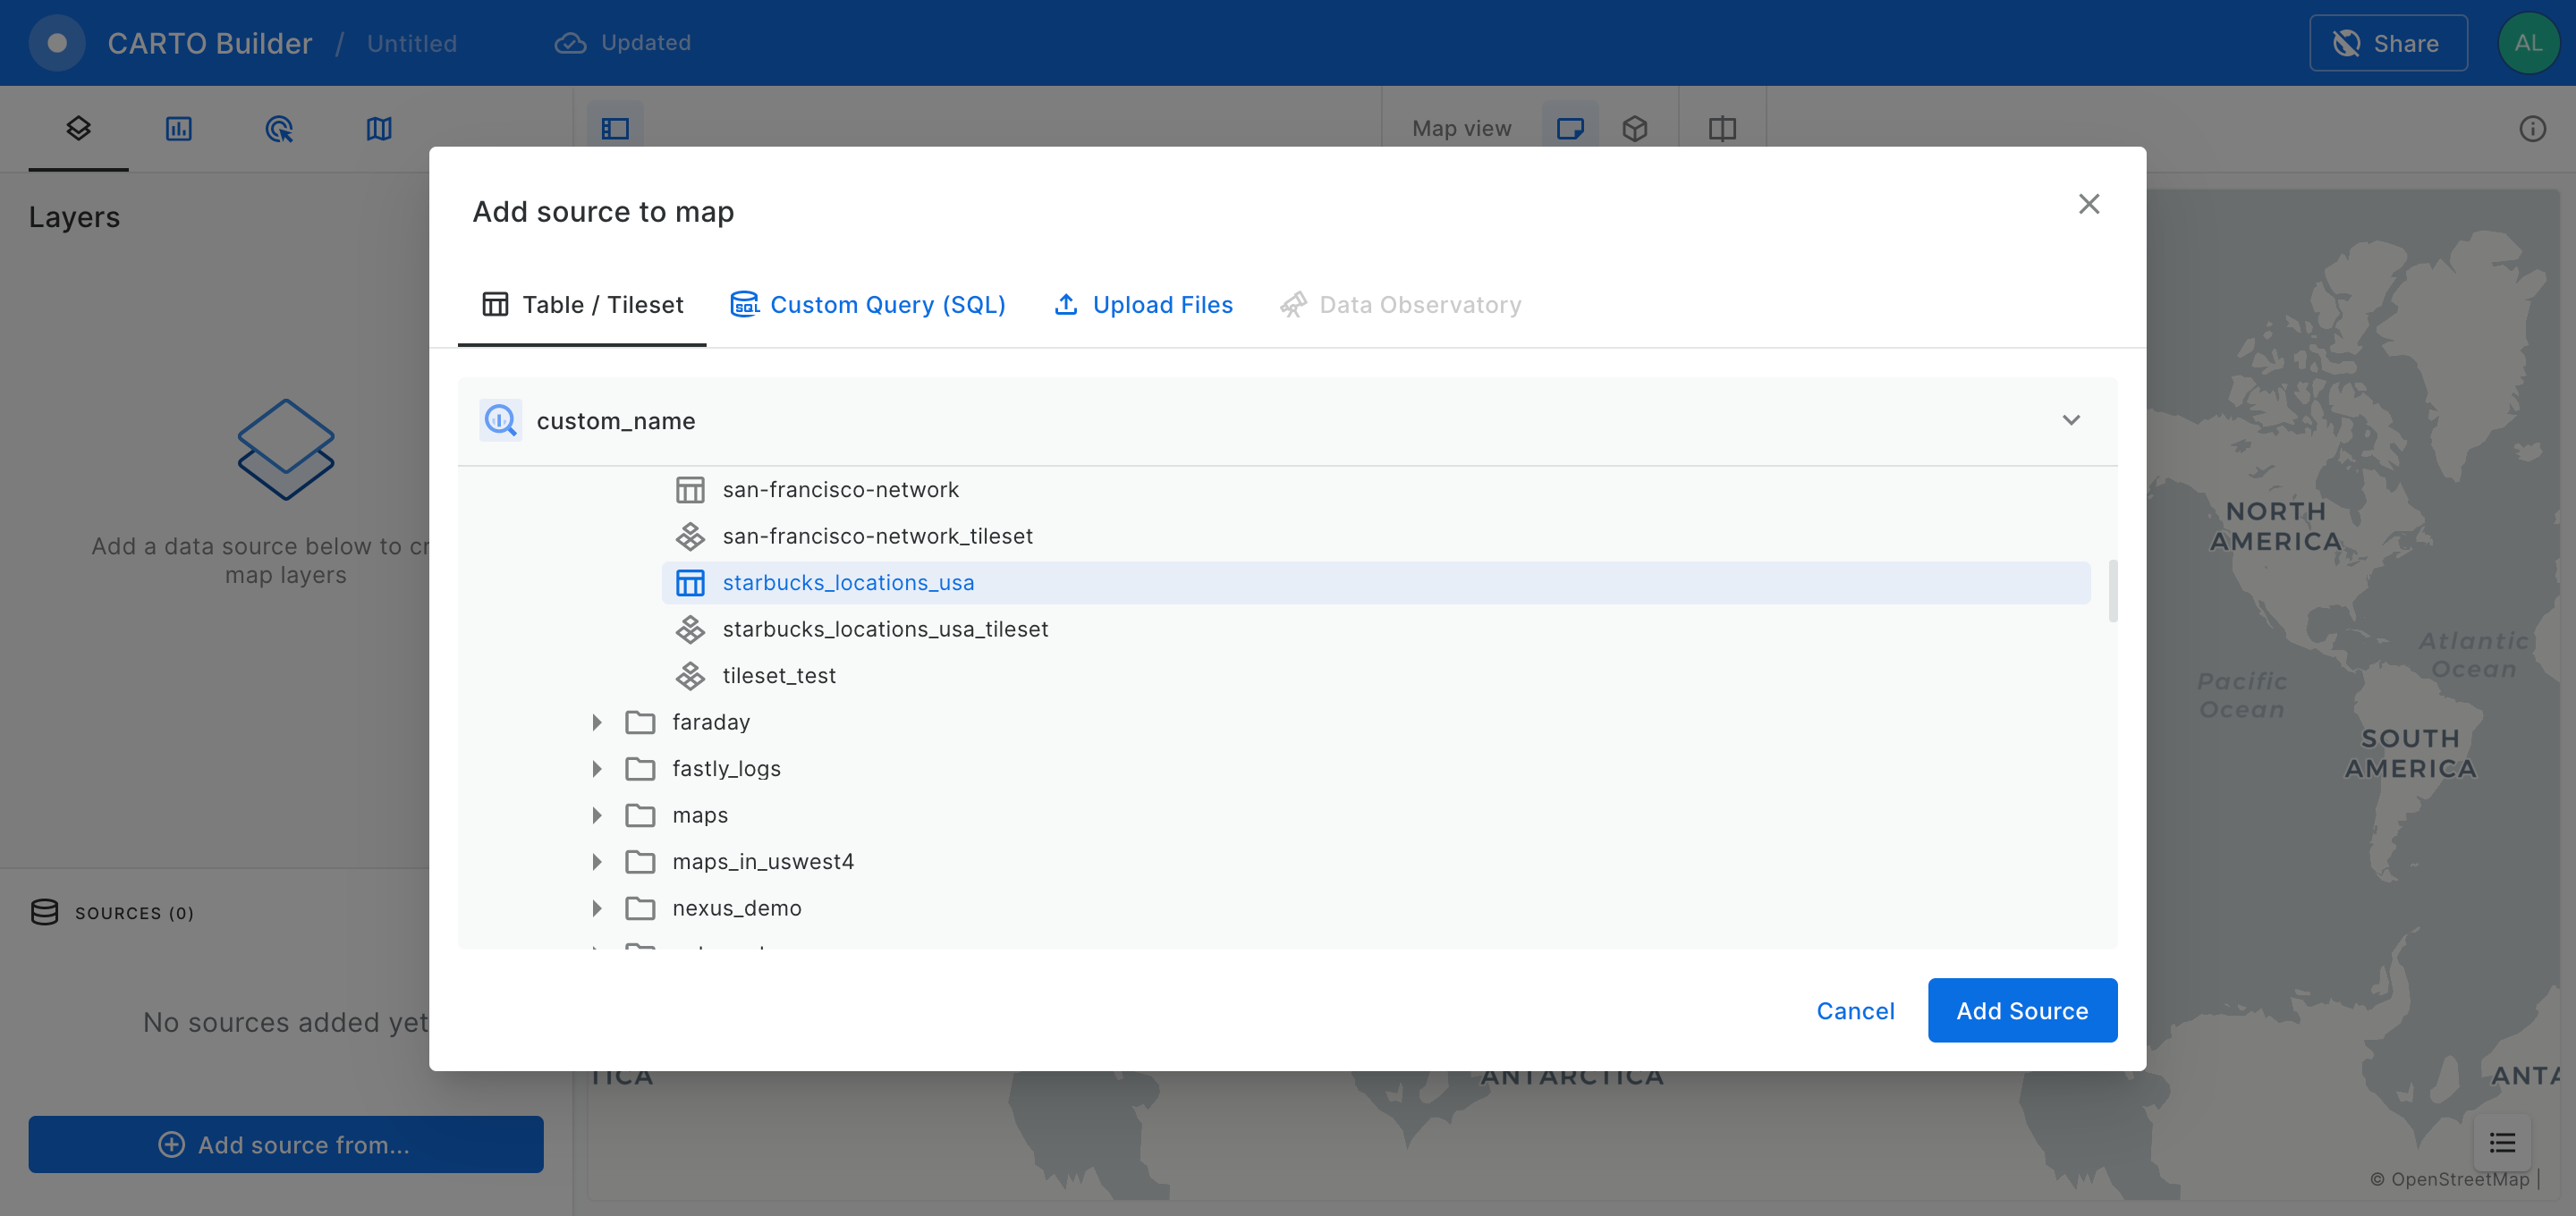 CARTO Builder / Untitled
Updated
Share
AL
Map view
Layers
Add a data source below to cr
map layers
SOURCES (0)
No sources added yet
Add source from...
Add source to map
Table / Tileset
SQL
Custom Query (SQL)
Upload Files
Data Observatory
custom_name
san-francisco-network
san-francisco-network_tileset
starbucks_locations_usa
starbucks_locations_usa_tileset
tileset_test
faraday
fastly_logs
maps
maps_in_uswest4
nexus_demo
Cancel
Add Source
NORTH
AMERICA
Atlantic
Ocean
Pacific
Ocean
SOUTH
AMERICA
TICA
ANTARCTICA
ANTA
© OpenStreetMap |